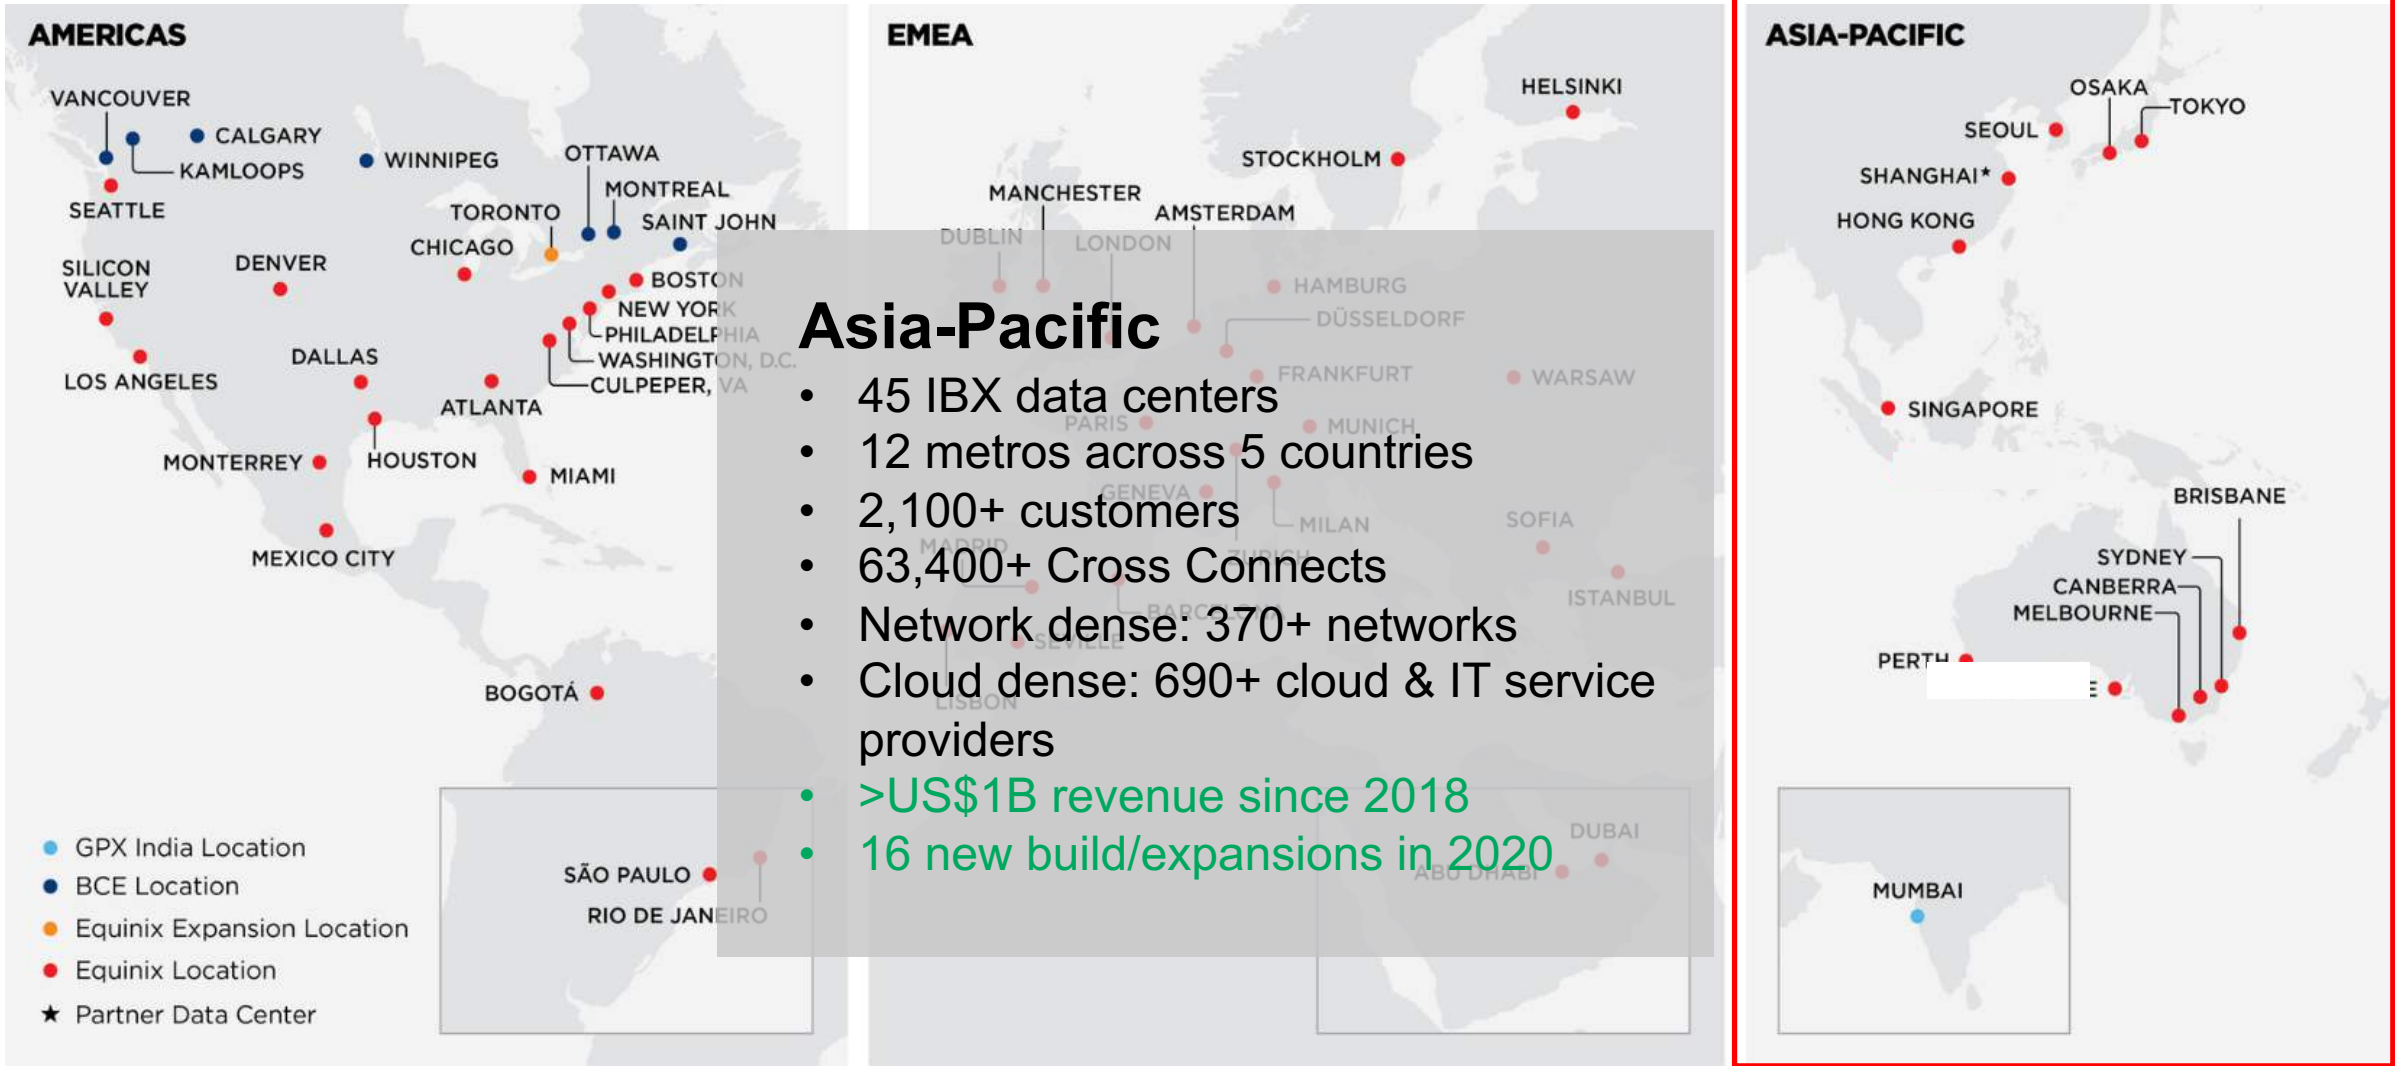 AMERICAS
VANCOUVER
CALGARY
KAMLOOPS
WINNIPEG
OTTAWA
MONTREAL
SEATTLE
TORONTO
SAINT JOHN
CHICAGO
SILICON
VALLEY
DENVER
BOSTON
NEW YORK
PHILADELPHIA
WASHINGTON, D.C.
CULPEPER, VA
DALLAS
LOS ANGELES
ATLANTA
MONTERREY
HOUSTON
MIAMI
MEXICO CITY
BOGOTÁ
SÃO PAULO
RIO DE JANEIRO
GPX India Location
BCE Location
Equinix Expansion Location
Equinix Location
★ Partner Data Center
EMEA
HELSINKI
STOCKHOLM
MANCHESTER
AMSTERDAM
DUBLIN
LONDON
HAMBURG
DÜSSELDORF
FRANKFURT
WARSAW
PARIS
MUNICH
GENEVA
MILAN
SOFIA
MADRID
ZURICH
ISTANBUL
BARCELONA
SEVILLE
LISBON
DUBAI
ABU DHABI
Asia-Pacific
• 45 IBX data centers
• 12 metros across 5 countries
• 2,100+ customers
• 63,400+ Cross Connects
• Network dense: 370+ networks
• Cloud dense: 690+ cloud & IT service
providers
• >US$1B revenue since 2018
• 16 new build/expansions in 2020
ASIA-PACIFIC
OSAKA
TOKYO
SEOUL
SHANGHAI★
HONG KONG
SINGAPORE
BRISBANE
SYDNEY
CANBERRA
MELBOURNE
PERTH
MUMBAI